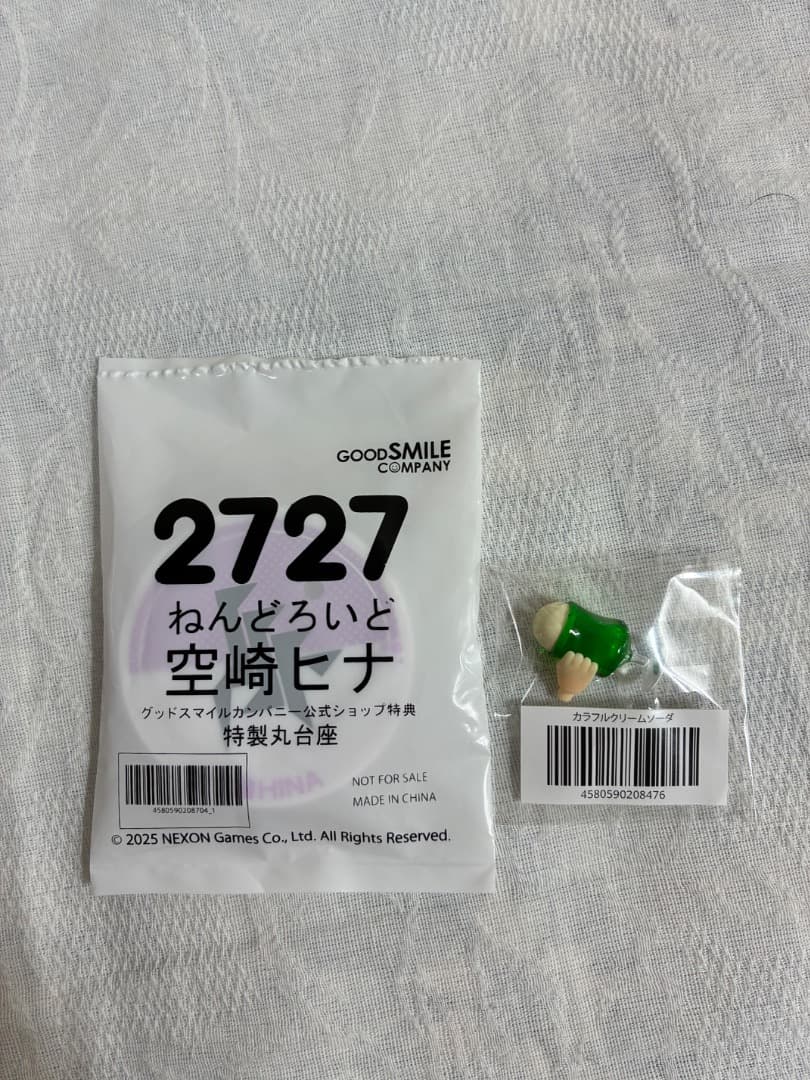 GOODSMILE
COMPANY
2727
ねんどろいど
空崎ヒナ
グッドスマイルカンパニー公式ショップ特典
特製丸台座
4580590208704_1
NOT FOR SALE
MADE IN CHINA
© 2025 NEXON Games Co., Ltd. All Rights Reserved.
カラフルクリームソーダ
4580590208476